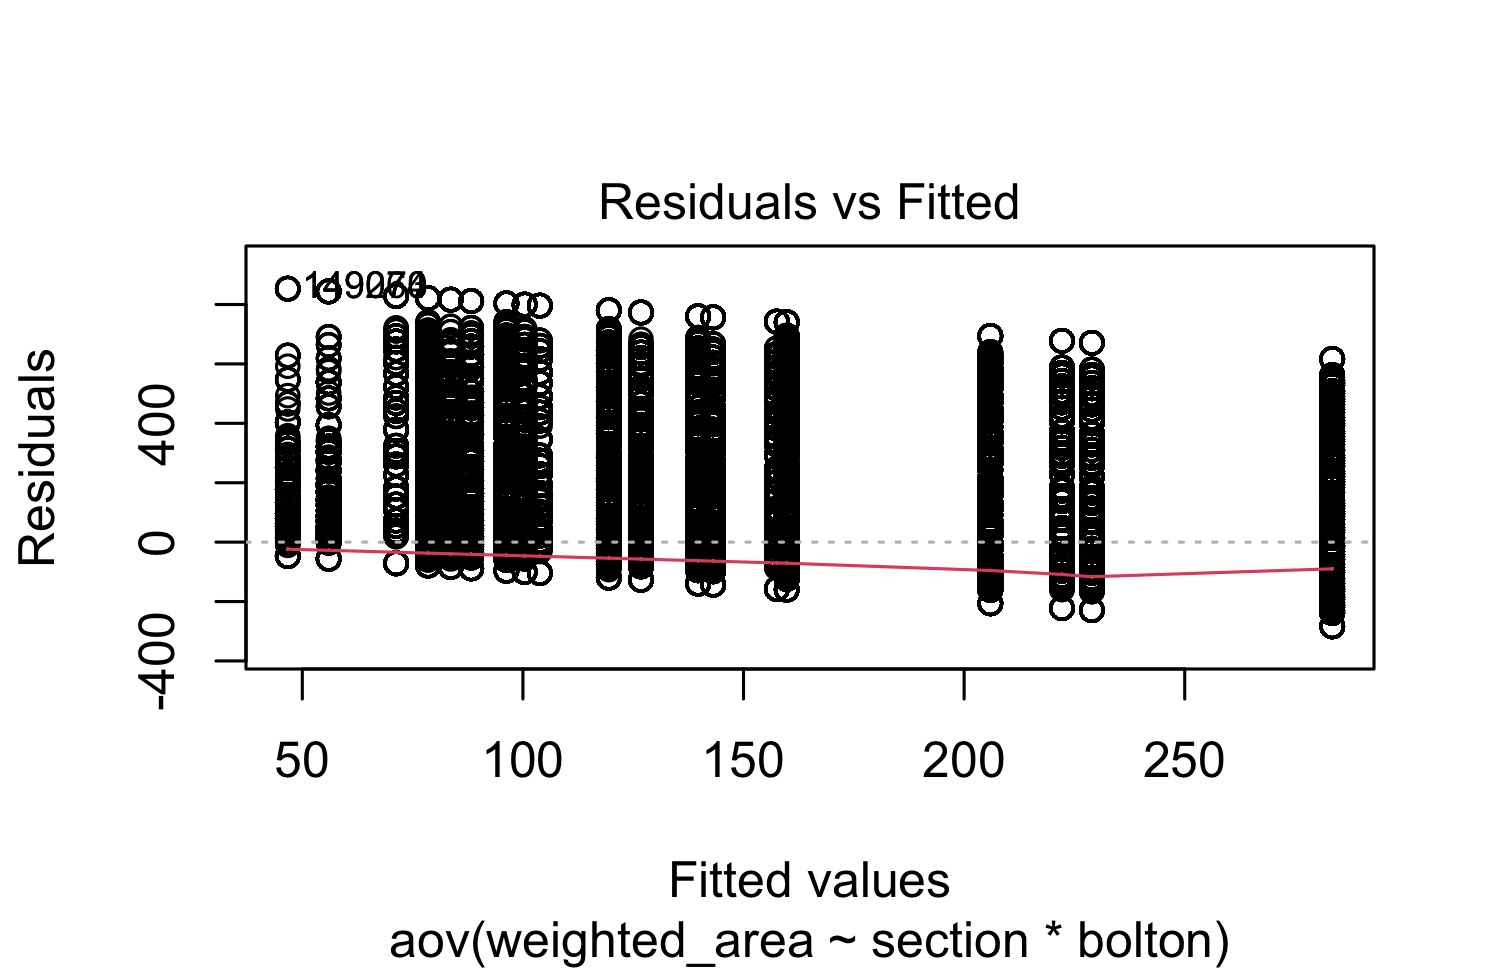 Residuals vs Fitted
Residuals
400
0
-400
50 100 150 200 250
Fitted values
aov(weighted_area ~ section * bolton)